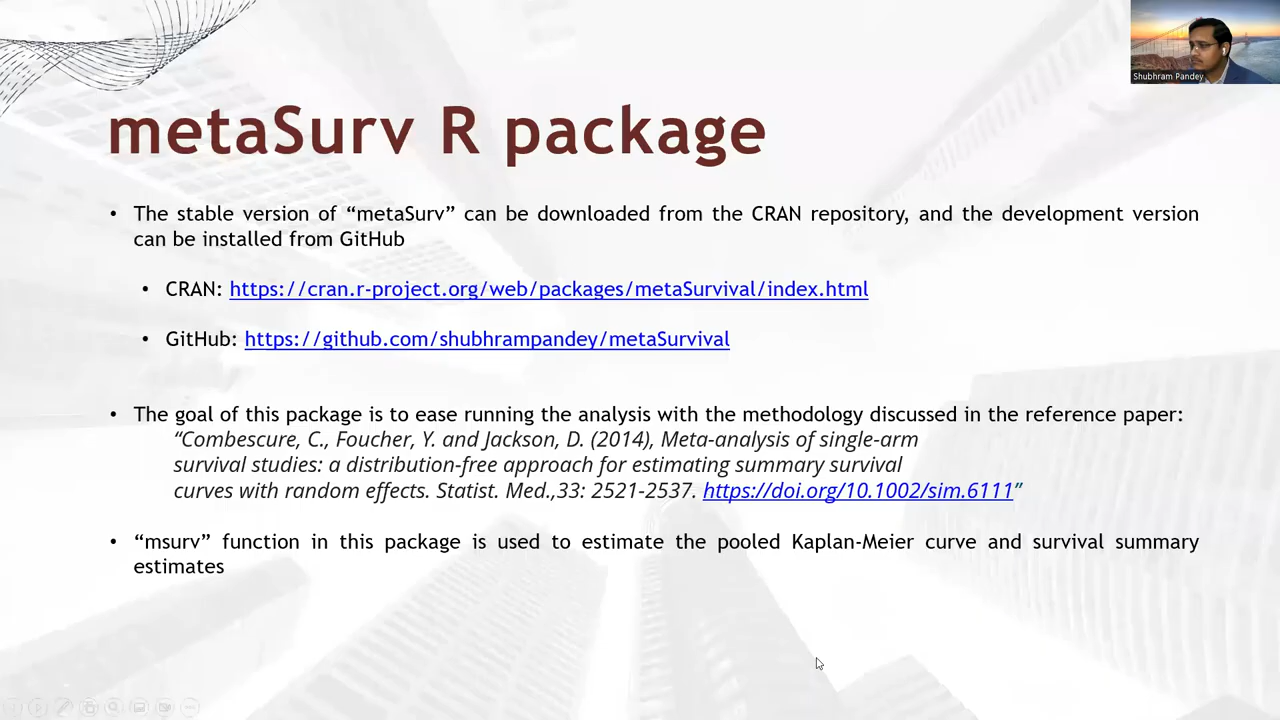 Shubhram Pandey
metaSurv R package
• The stable version of “metaSurv” can be downloaded from the CRAN repository, and the development version
can be installed from GitHub
• CRAN: https://cran.r-project.org/web/packages/metaSurvival/index.html
• GitHub: https://github.com/shubhrampandey/metaSurvival
• The goal of this package is to ease running the analysis with the methodology discussed in the reference paper:
“Combescure, C., Foucher, Y. and Jackson, D. (2014), Meta-analysis of single-arm
survival studies: a distribution-free approach for estimating summary survival
curves with random effects. Statist. Med.,33: 2521-2537. https://doi.org/10.1002/sim.6111”
• “msurv” function in this package is used to estimate the pooled Kaplan-Meier curve and survival summary
estimates